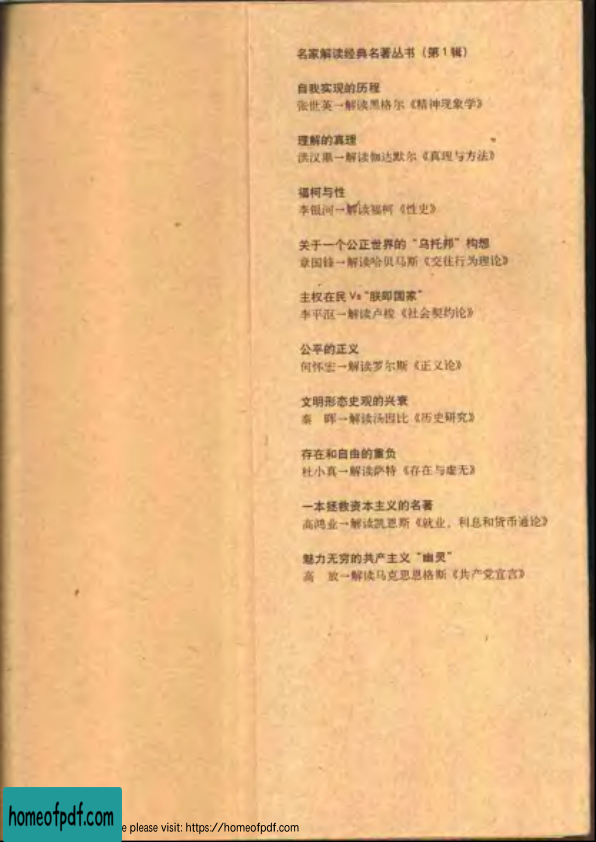 名家解读经典名著丛书（第1辑）
自我实现的历程
张世英一解读黑格尔《精神现象学》
理解的真理
洪汉鼎一解读伽达默尔《真理与方法》
福柯与性
李银河一解读福柯《性史》
关于一个公正世界的“乌托邦”构想
章国锋一解读哈贝马斯《交往行为理论》
主权在民 Vs “朕即国家”
李平沤一解读卢梭《社会契约论》
公平的正义
何怀宏一解读罗尔斯《正义论》
文明形态史观的兴衰
秦　晖一解读汤因比《历史研究》
存在和自由的重负
杜小真一解读萨特《存在与虚无》
一本拯救资本主义的名著
高鸿业一解读凯恩斯《就业、利息和货币通论》
魅力无穷的共产主义“幽灵”
高　放一解读马克思恩格斯《共产党宣言》
homeofpdf.com
e please visit: https://homeofpdf.com